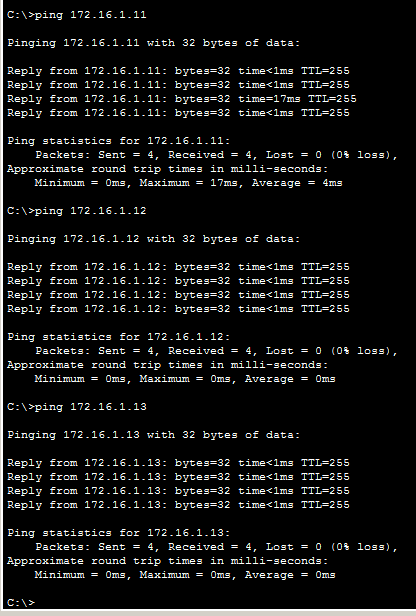 C:\>ping 172.16.1.11
Pinging 172.16.1.11 with 32 bytes of data:
Reply from 172.16.1.11: bytes=32 time<1ms TTL=255
Reply from 172.16.1.11: bytes=32 time<1ms TTL=255
Reply from 172.16.1.11: bytes=32 time=17ms TTL=255
Reply from 172.16.1.11: bytes=32 time<1ms TTL=255
Ping statistics for 172.16.1.11:
    Packets: Sent = 4, Received = 4, Lost = 0 (0% loss),
Approximate round trip times in milli-seconds:
    Minimum = 0ms, Maximum = 17ms, Average = 4ms
C:\>ping 172.16.1.12
Pinging 172.16.1.12 with 32 bytes of data:
Reply from 172.16.1.12: bytes=32 time<1ms TTL=255
Reply from 172.16.1.12: bytes=32 time<1ms TTL=255
Reply from 172.16.1.12: bytes=32 time<1ms TTL=255
Reply from 172.16.1.12: bytes=32 time<1ms TTL=255
Ping statistics for 172.16.1.12:
    Packets: Sent = 4, Received = 4, Lost = 0 (0% loss),
Approximate round trip times in milli-seconds:
    Minimum = 0ms, Maximum = 0ms, Average = 0ms
C:\>ping 172.16.1.13
Pinging 172.16.1.13 with 32 bytes of data:
Reply from 172.16.1.13: bytes=32 time<1ms TTL=255
Reply from 172.16.1.13: bytes=32 time<1ms TTL=255
Reply from 172.16.1.13: bytes=32 time<1ms TTL=255
Reply from 172.16.1.13: bytes=32 time<1ms TTL=255
Ping statistics for 172.16.1.13:
    Packets: Sent = 4, Received = 4, Lost = 0 (0% loss),
Approximate round trip times in milli-seconds:
    Minimum = 0ms, Maximum = 0ms, Average = 0ms
C:\>